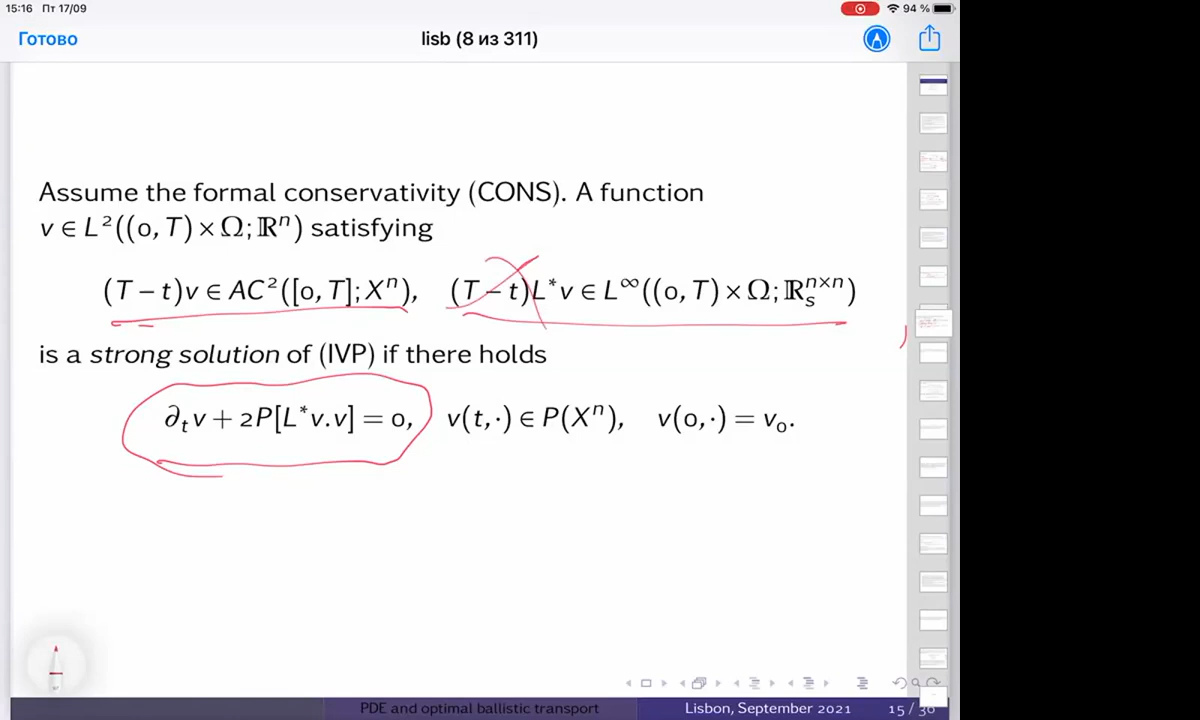 15:16 Пт 17/09 94 %
Готово lisb (8 из 311)
Assume the formal conservativity (CONS). A function
v ∈ L²((0, T) × Ω; ℝⁿ) satisfying
(T − t)v ∈ AC²([0, T]; Xⁿ), (T − t)L*v ∈ L^∞((0, T) × Ω; ℝ_s^{n×n})
is a strong solution of (IVP) if there holds
∂_t v + 2P[L*v.v] = 0, v(t, ·) ∈ P(Xⁿ), v(0, ·) = v₀.
PDE and optimal ballistic transport Lisbon, September 2021 15 / 30